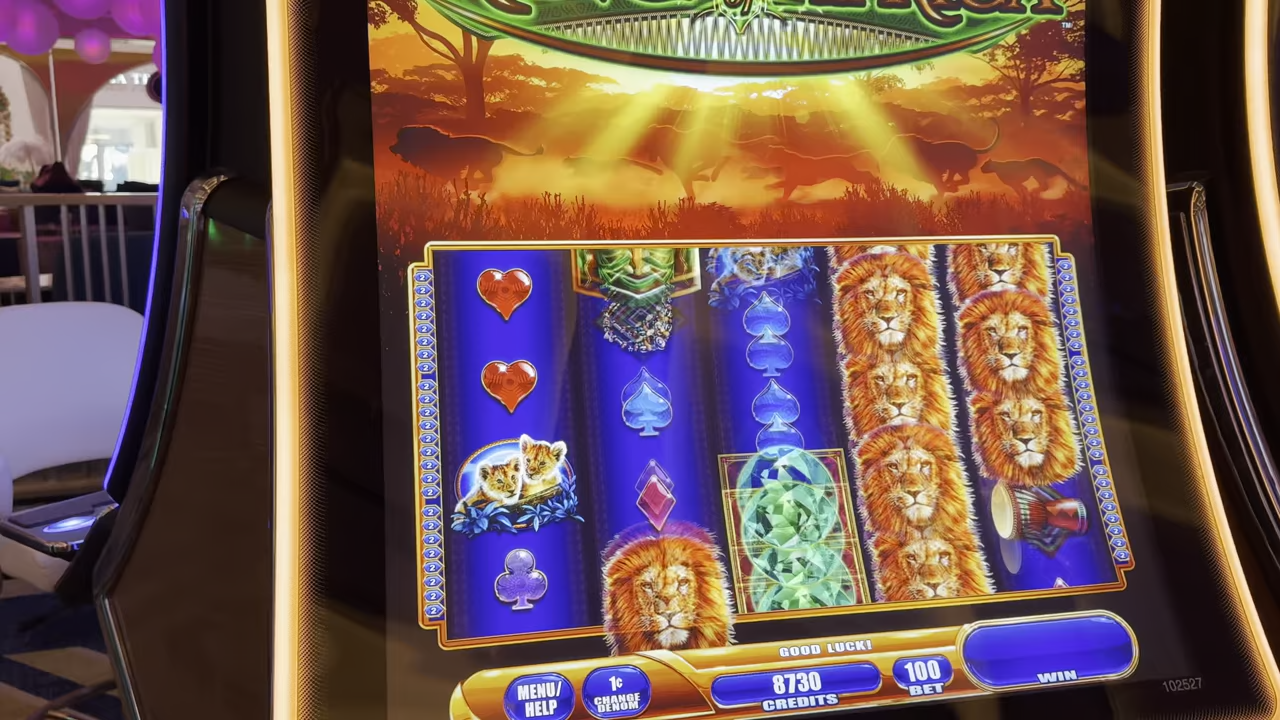 GOOD LUCK!
MENU/
HELP
1¢
CHANGE
DENOM
8730
CREDITS
100
BET
WIN
102527